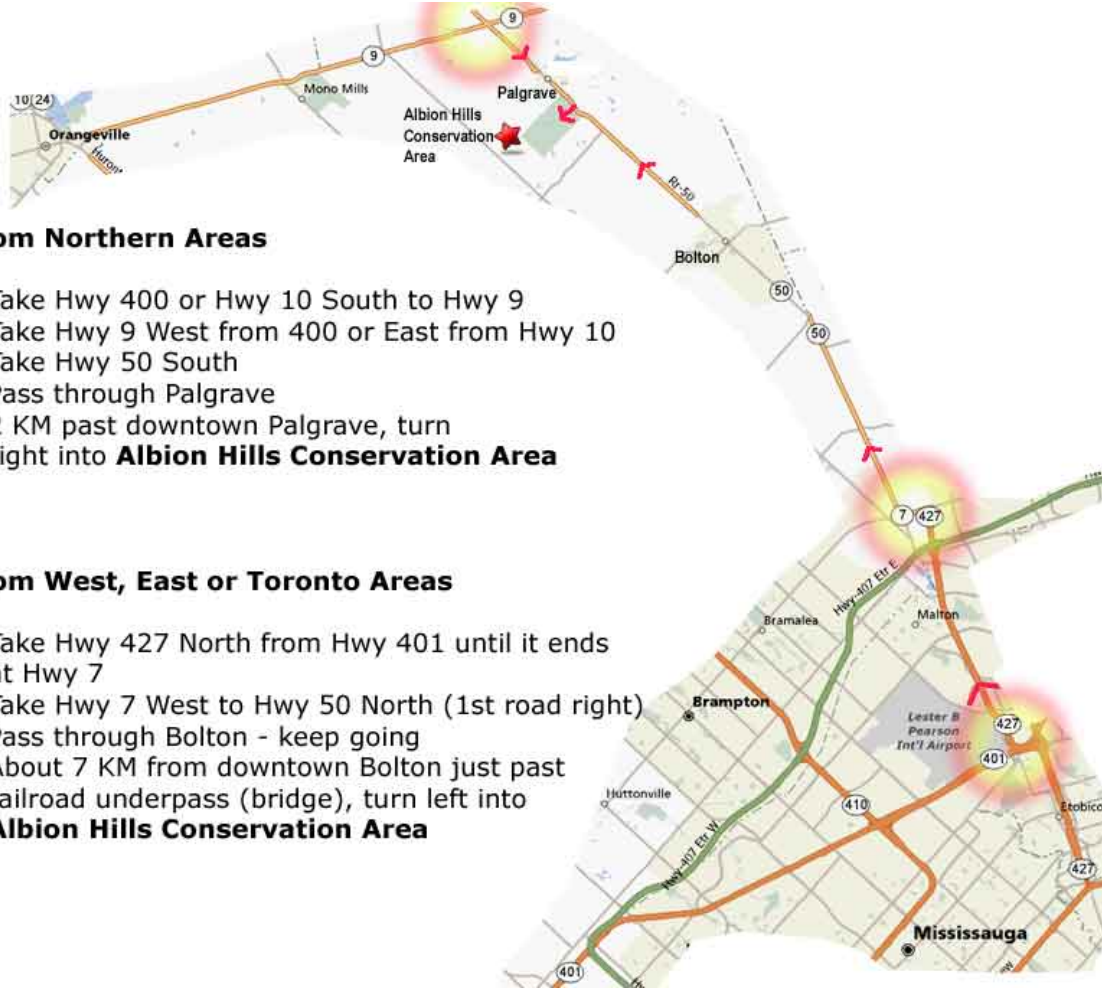 9
9
Mono Mills
Palgrave
Albion Hills
Conservation
Area
10 24
Orangeville
Huront
Rr-50
Bolton
50
50
om Northern Areas
Take Hwy 400 or Hwy 10 South to Hwy 9
Take Hwy 9 West from 400 or East from Hwy 10
Take Hwy 50 South
Pass through Palgrave
2 KM past downtown Palgrave, turn
right into Albion Hills Conservation Area
7
427
om West, East or Toronto Areas
Take Hwy 427 North from Hwy 401 until it ends
at Hwy 7
Take Hwy 7 West to Hwy 50 North (1st road right)
Pass through Bolton - keep going
About 7 KM from downtown Bolton just past
railroad underpass (bridge), turn left into
Albion Hills Conservation Area
Hwy-407 Etr E
Bramalea
Malton
Brampton
Lester B
Pearson
Int'l Airport
427
401
Huttonville
410
Etobico
Hwy-407 Etr W
427
Mississauga
401